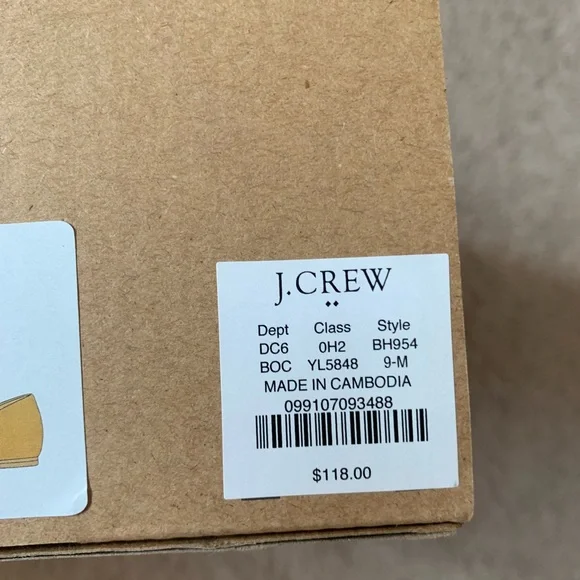 J.CREW
Dept Class Style
DC6 0H2 BH954
BOC YL5848 9-M
MADE IN CAMBODIA
099107093488
$118.00